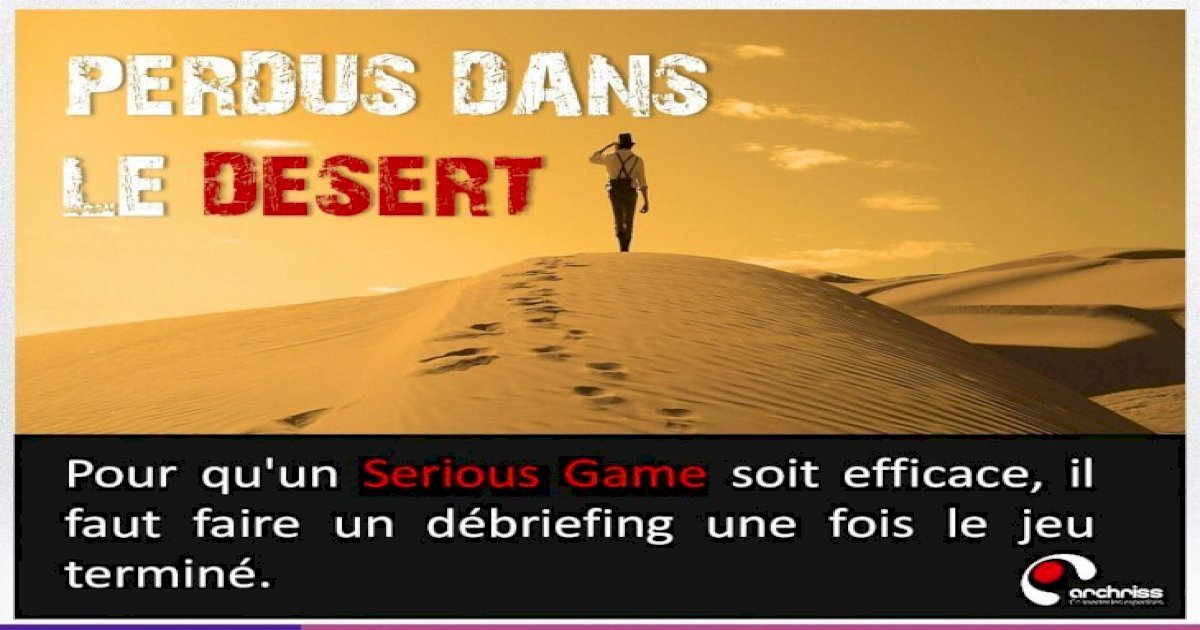 PERDUS DANS
LE DESERT
Pour qu'un Serious Game soit efficace, il
faut faire un débriefing une fois le jeu
terminé.
archriss